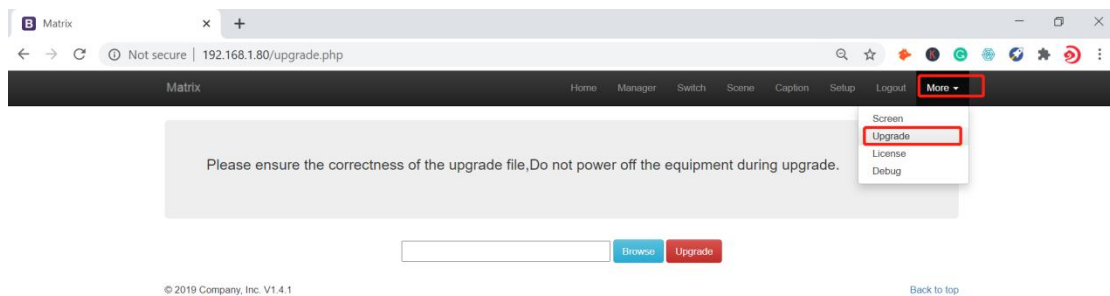 B Matrix
Not secure | 192.168.1.80/upgrade.php
Matrix Home Manager Switch Scene Caption Setup Logout More
Screen
Upgrade
License
Debug
Please ensure the correctness of the upgrade file,Do not power off the equipment during upgrade.
Browse Upgrade
© 2019 Company, Inc. V1.4.1 Back to top